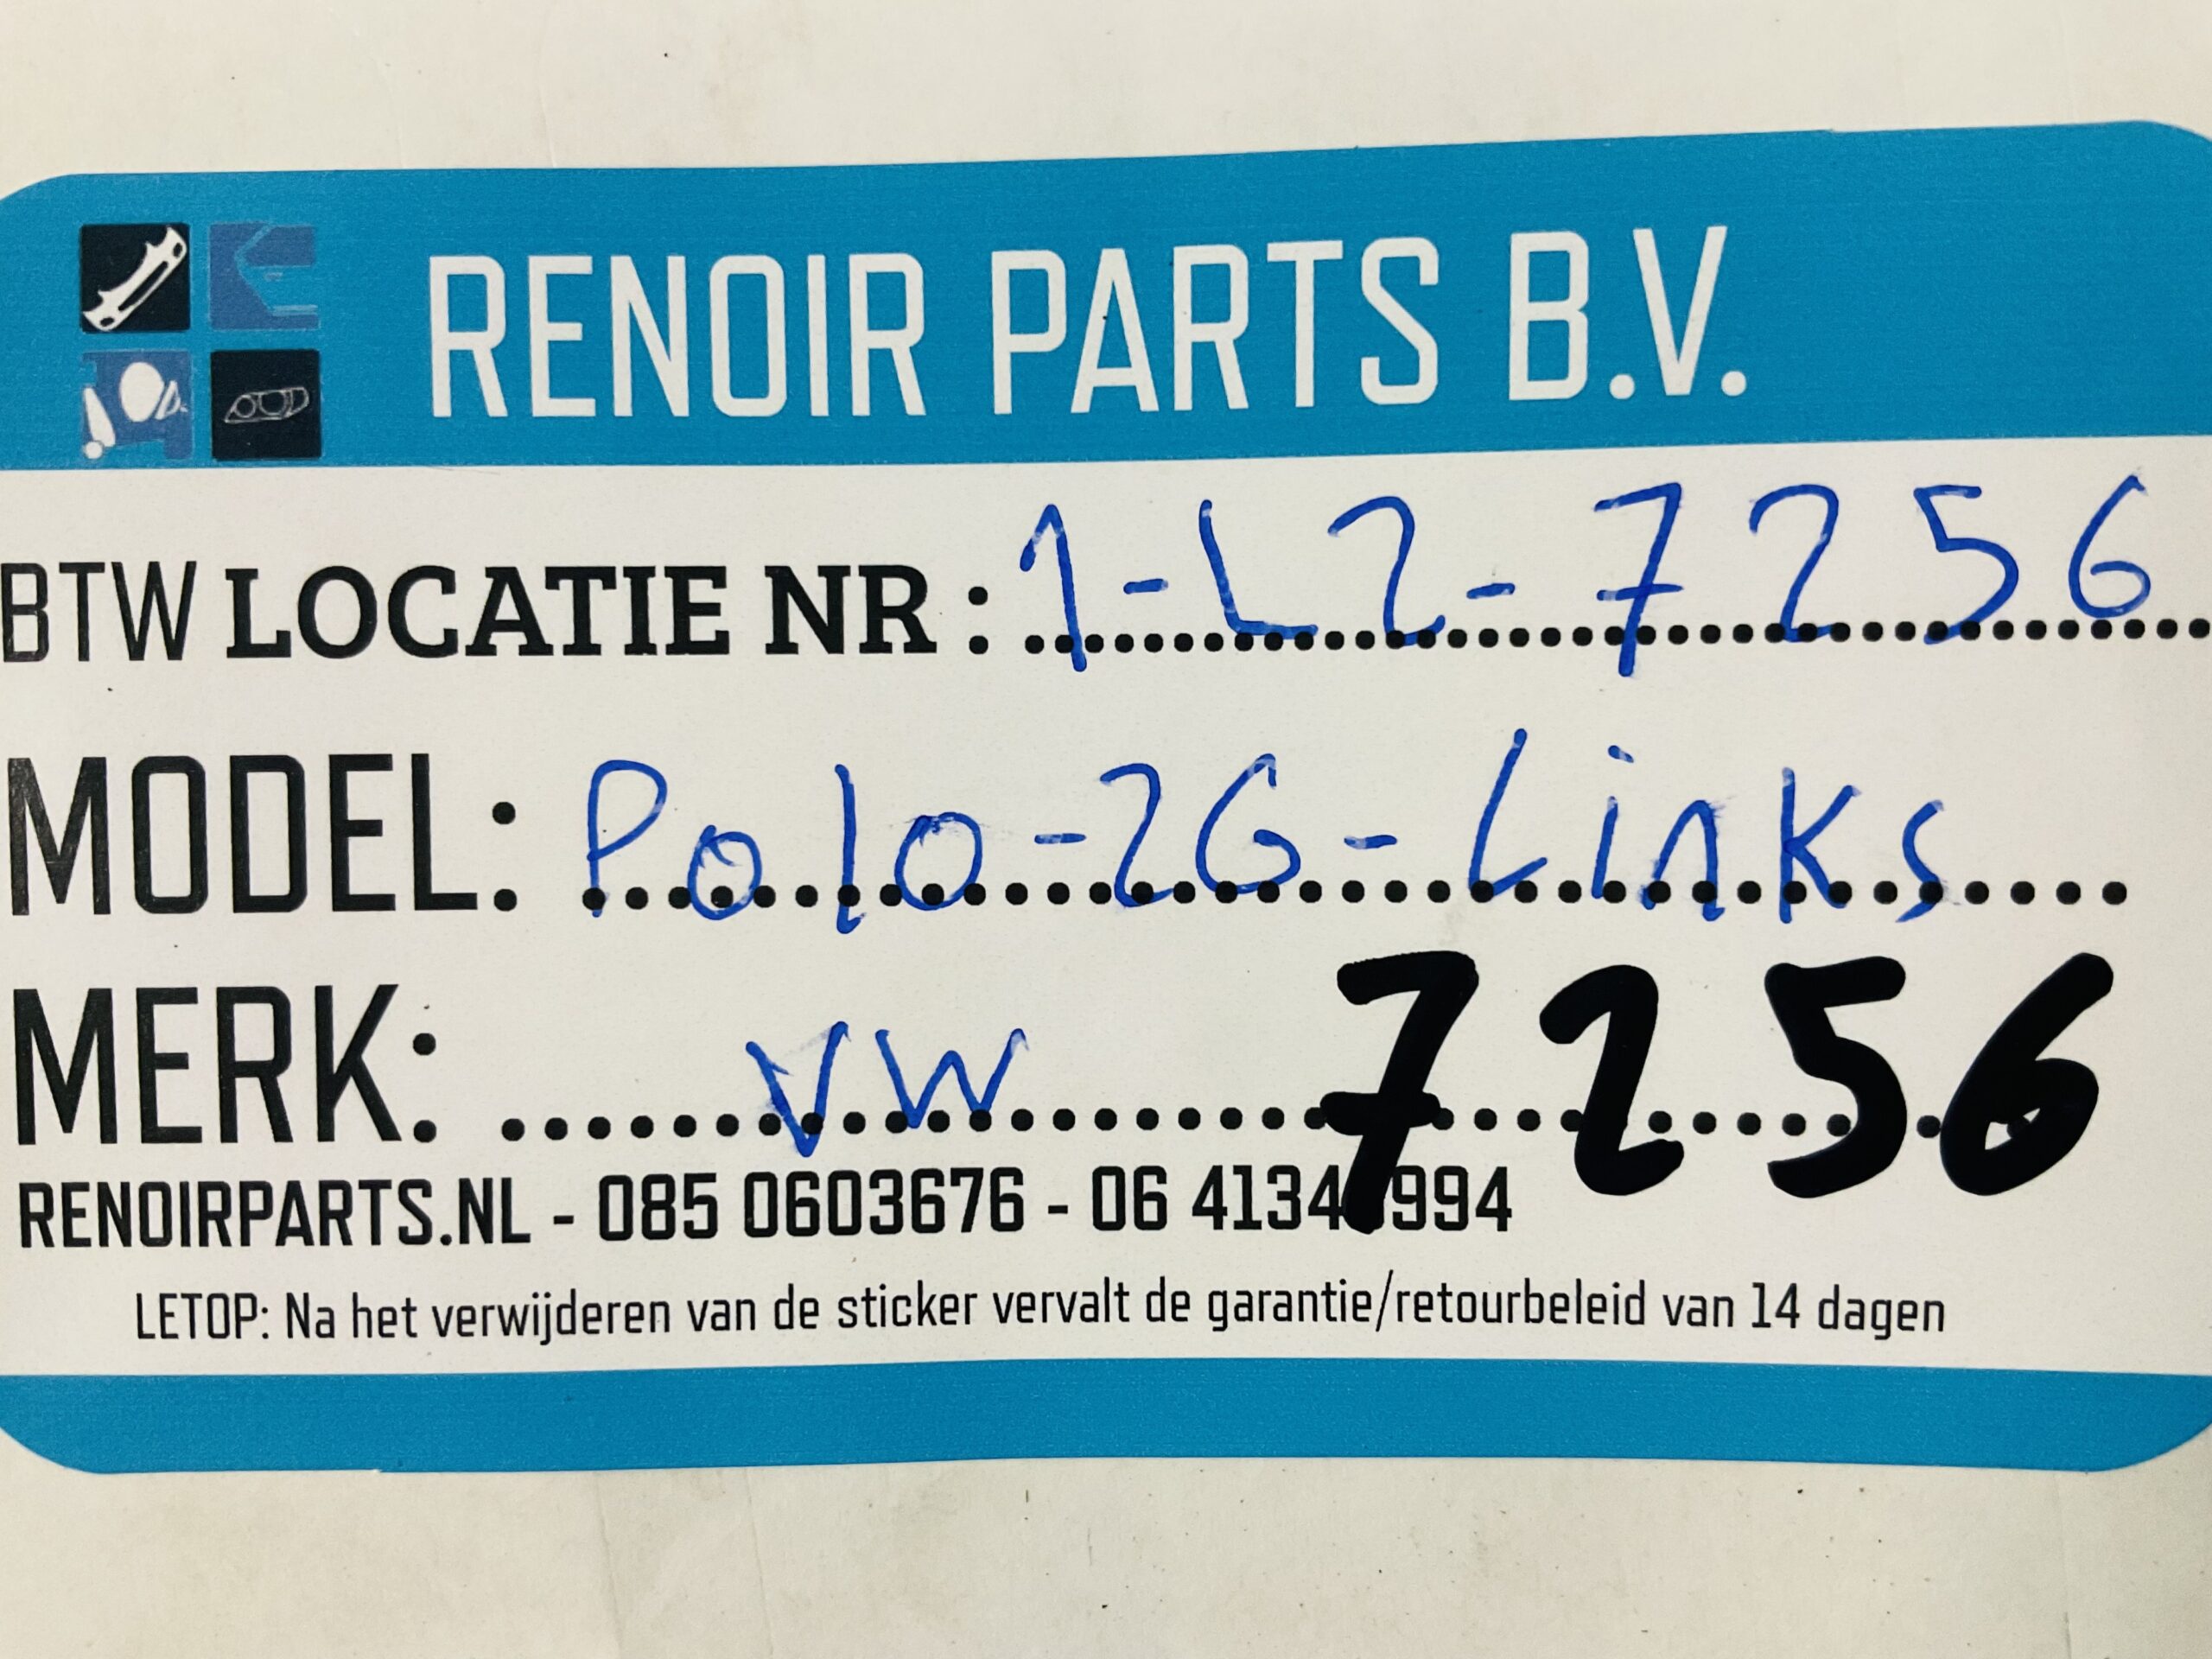 RENOIR PARTS B.V.
BTW LOCATIE NR : 1-L2-7256
MODEL: Polo-2G-Links
MERK: VW 7256
RENOIRPARTS.NL - 085 0603676 - 06
LETOP: Na het verwijderen van de sticker vervalt de garantie/retourbeleid van 14 dagen